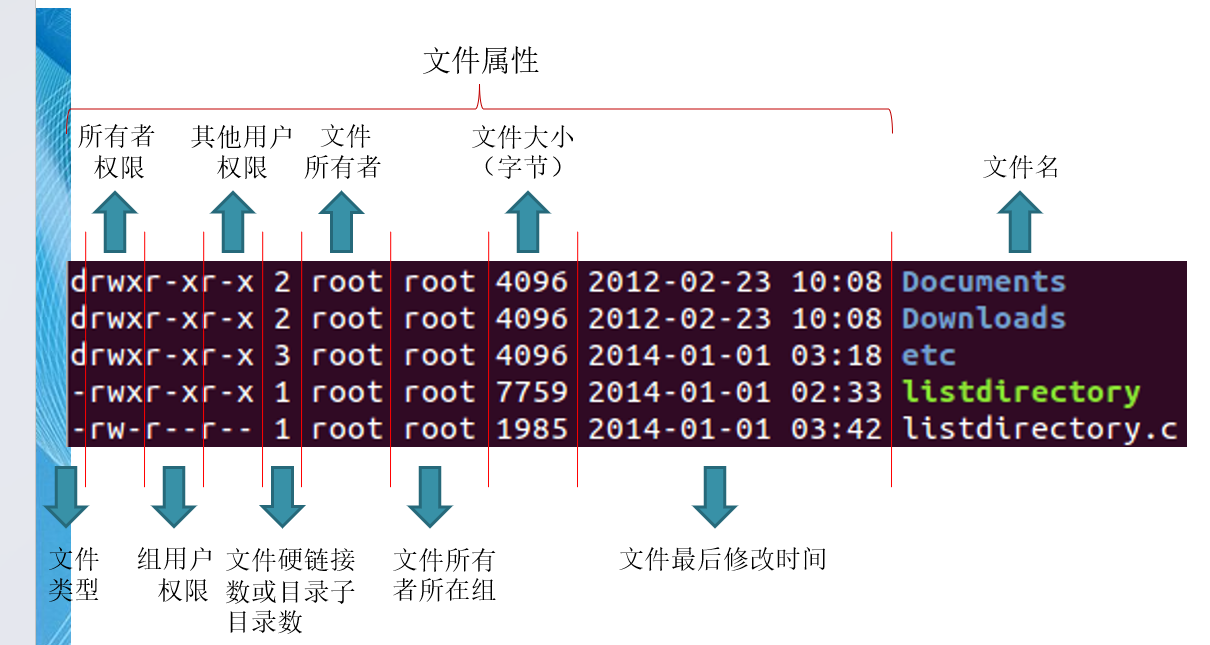 文件属性
所有者
权限
其他用户
权限
文件
所有者
文件大小
（字节）
文件名
drwxr-xr-x 2 root root 4096 2012-02-23 10:08 Documents
drwxr-xr-x 2 root root 4096 2012-02-23 10:08 Downloads
drwxr-xr-x 3 root root 4096 2014-01-01 03:18 etc
-rwxr-xr-x 1 root root 7759 2014-01-01 02:33 listdirectory
-rw-r--r-- 1 root root 1985 2014-01-01 03:42 listdirectory.c
文件
类型
组用户
权限
文件硬链接
数或目录子
目录数
文件所有
者所在组
文件最后修改时间